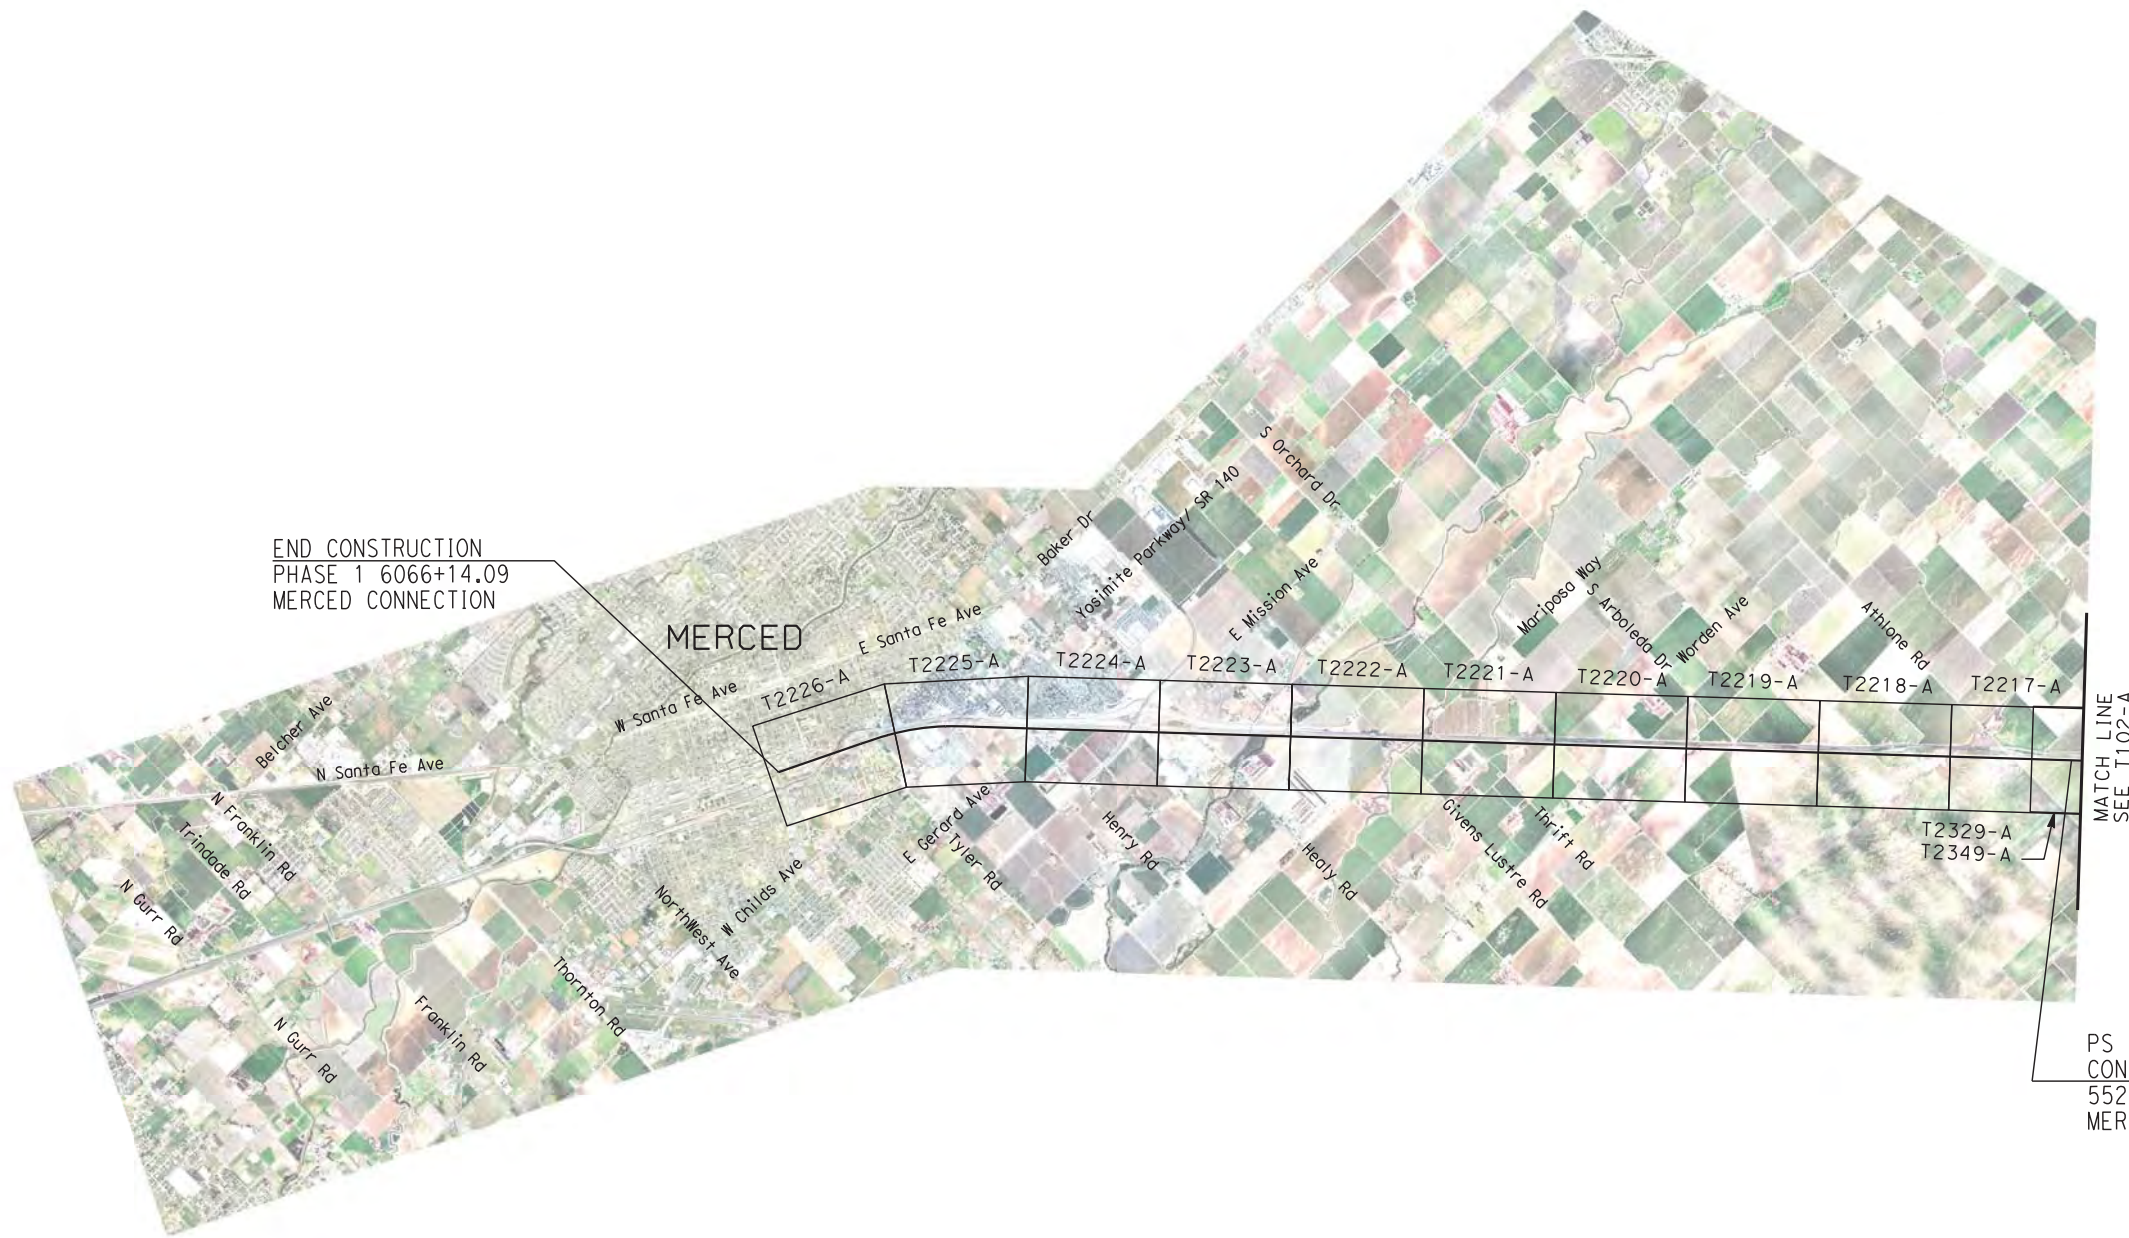 END CONSTRUCTION
PHASE 1 6066+14.09
MERCED CONNECTION
MERCED
Baker Dr
Yosimite Parkway/ SR 140
S Orchard Dr
E Mission Ave
Mariposa Way
S Arboleda Dr
Worden Ave
Athlone Rd
E Santa Fe Ave
W Santa Fe Ave
N Santa Fe Ave
Belcher Ave
T2226-A
T2225-A
T2224-A
T2223-A
T2222-A
T2221-A
T2220-A
T2219-A
T2218-A
T2217-A
MATCH LINE
SEE T102-A
T2329-A
T2349-A
N Franklin Rd
Trindade Rd
N Gurr Rd
N Gurr Rd
Franklin Rd
Thornton Rd
NorthWest Ave
W Childs Ave
E Gerard Ave
Tyler Rd
Henry Rd
Healy Rd
Givens Lustre Rd
Thrift Rd
PS
CON
552
MER